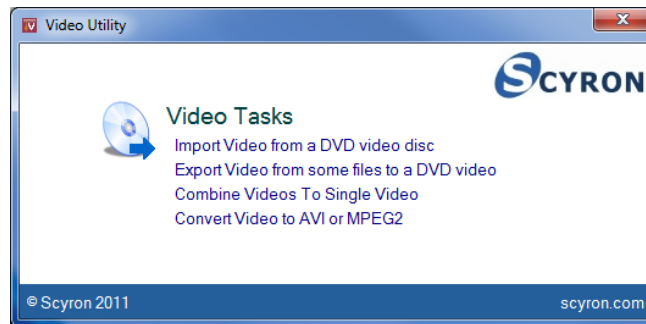 Video Utility
SCYRON
Video Tasks
Import Video from a DVD video disc
Export Video from some files to a DVD video
Combine Videos To Single Video
Convert Video to AVI or MPEG2
© Scyron 2011
scyron.com